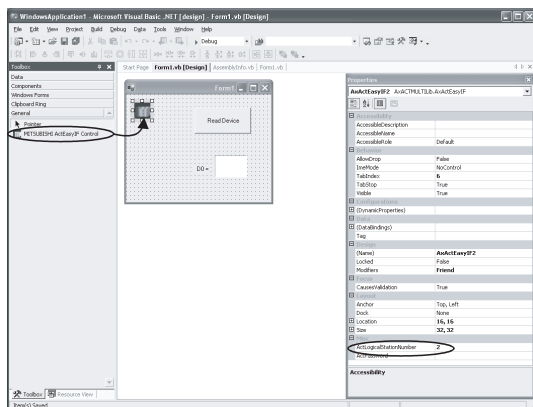 WindowsApplication1 - Microsoft Visual Basic .NET [design] - Form1.vb [Design]
File Edit View Project Build Debug Data Tools Window Help
Debug
Toolbox
Start Page Form1.vb [Design] AssemblyInfo.vb Form1.vb
Data
Components
Windows Forms
Clipboard Ring
General
Pointer
MITSUBISHI ActEasyIF Control
Form1
Read Device
D0 =
Properties
AxActEasyIF2 AxACTMULTILib.AxActEasyIF
Accessibility
AccessibleDescription
AccessibleName
AccessibleRole Default
Behavior
AllowDrop False
ImeMode NoControl
TabIndex 6
TabStop True
Visible True
Configurations
(DynamicProperties)
Data
(DataBindings)
Tag
Design
(Name) AxActEasyIF2
Locked False
Modifiers Friend
Focus
CausesValidation True
Layout
Anchor Top, Left
Dock None
Location 16, 16
Size 32, 32
Misc
ActLogicalStationNumber 2
ActPassword
Accessibility
Toolbox Resource View
Item(s) Saved